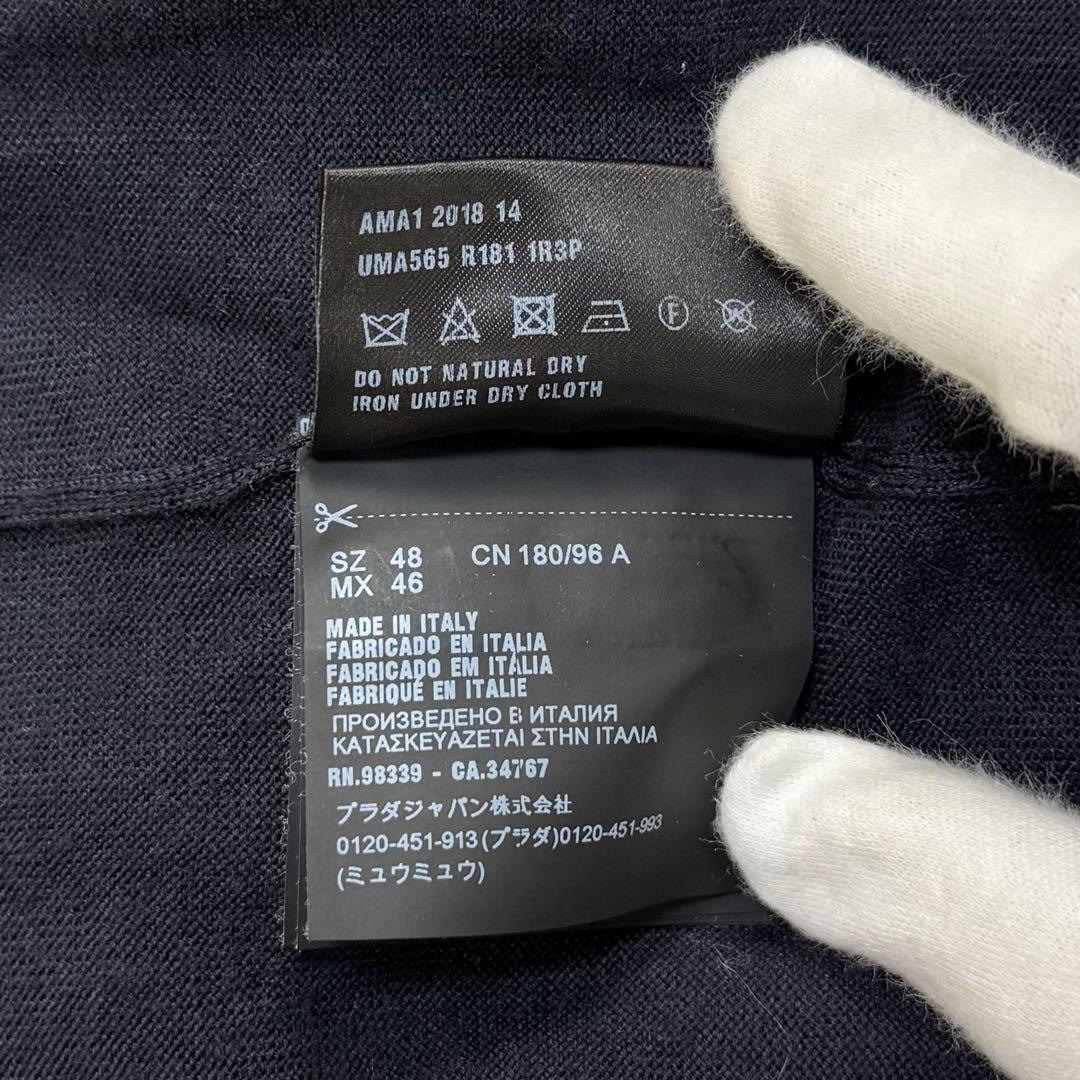 AMA1 2018 14
UMA565 R181 1R3P
F
DO NOT NATURAL DRY
IRON UNDER DRY CLOTH
SZ 48 CN 180/96 A
MX 46
MADE IN ITALY
FABRICADO EN ITALIA
FABRICADO EM ITÁLIA
FABRIQUÉ EN ITALIE
ПРОИЗВЕДЕНО В ИТАЛИЯ
ΚΑΤΑΣΚΕΥΑΖΕΤΑΙ ΣΤΗΝ ΙΤΑΛΙΑ
RN.98339 - CA.34767
プラダジャパン株式会社
0120-451-913(プラダ)0120-451-993
(ミュウミュウ)